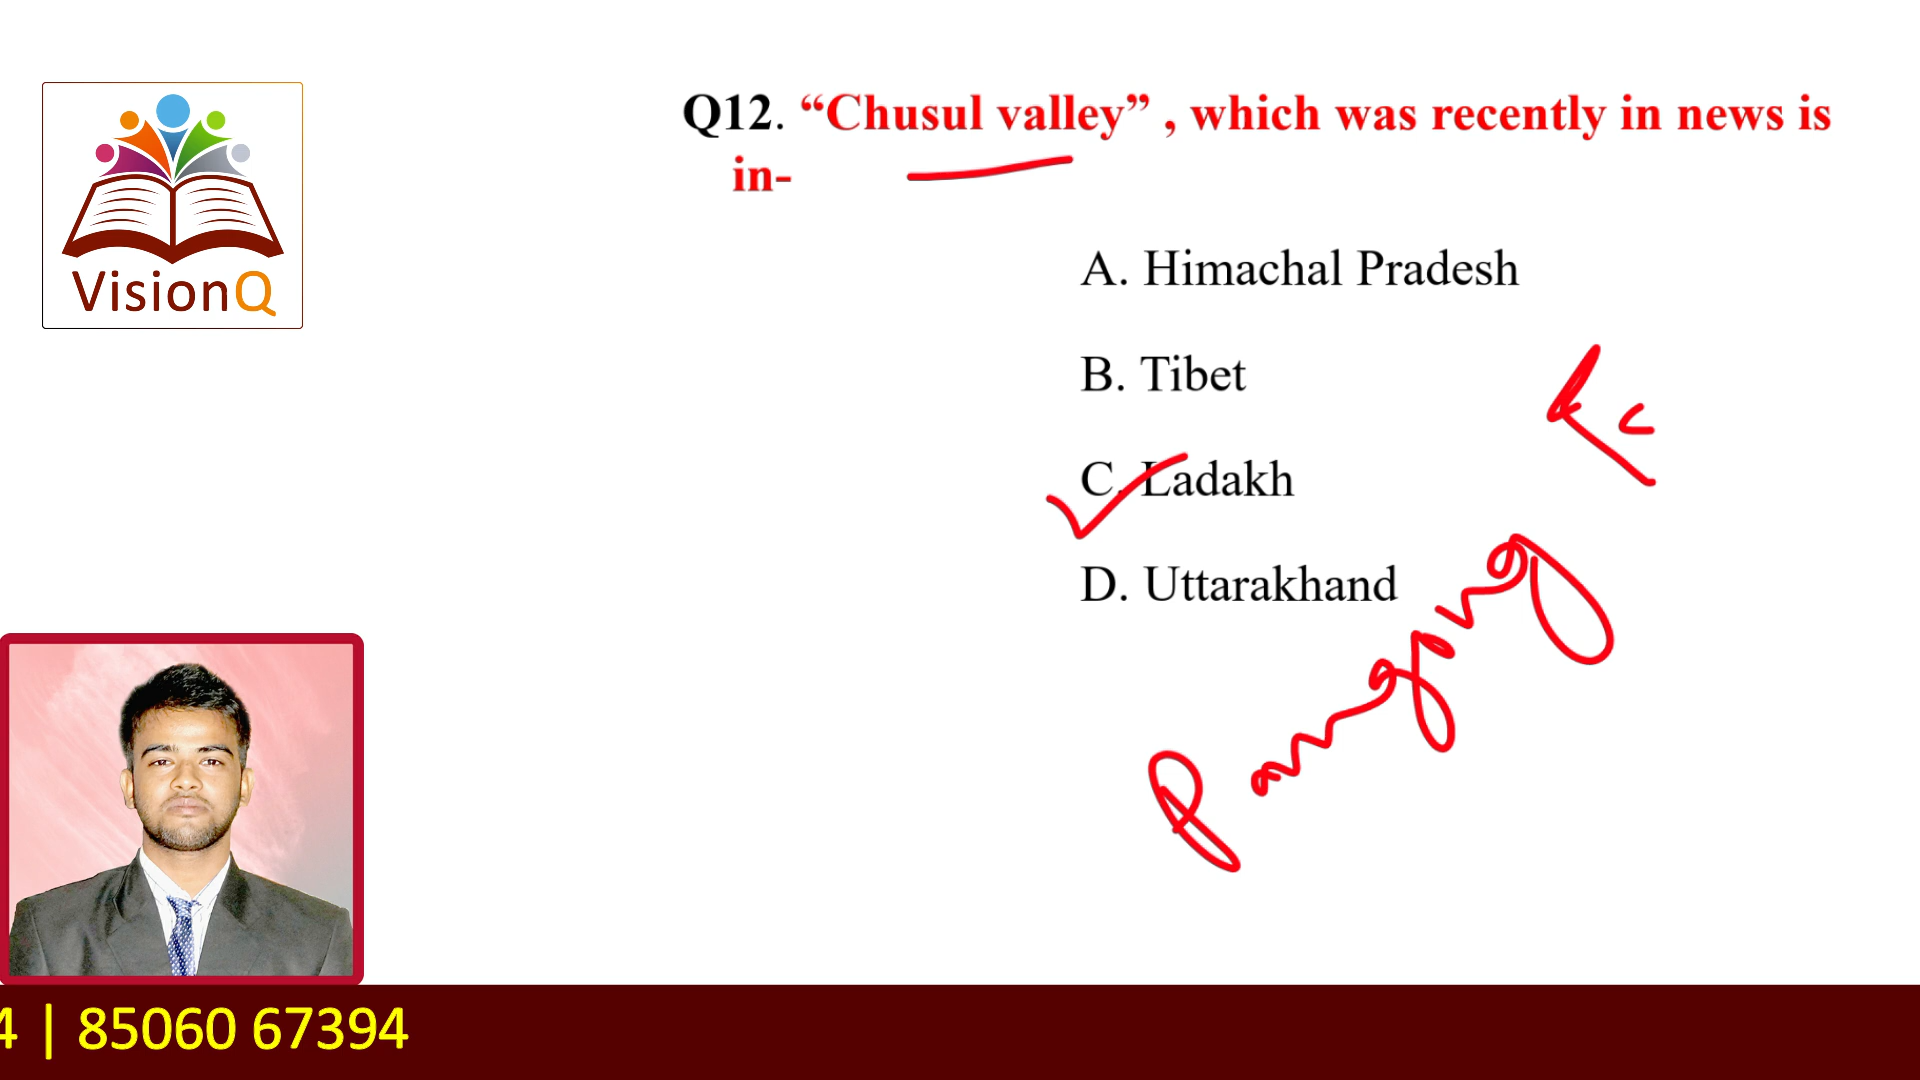 VisionQ
Q12. “Chusul valley” , which was recently in news is
in-
A. Himachal Pradesh
B. Tibet
C. Ladakh
D. Uttarakhand
Pangong
4 | 85060 67394